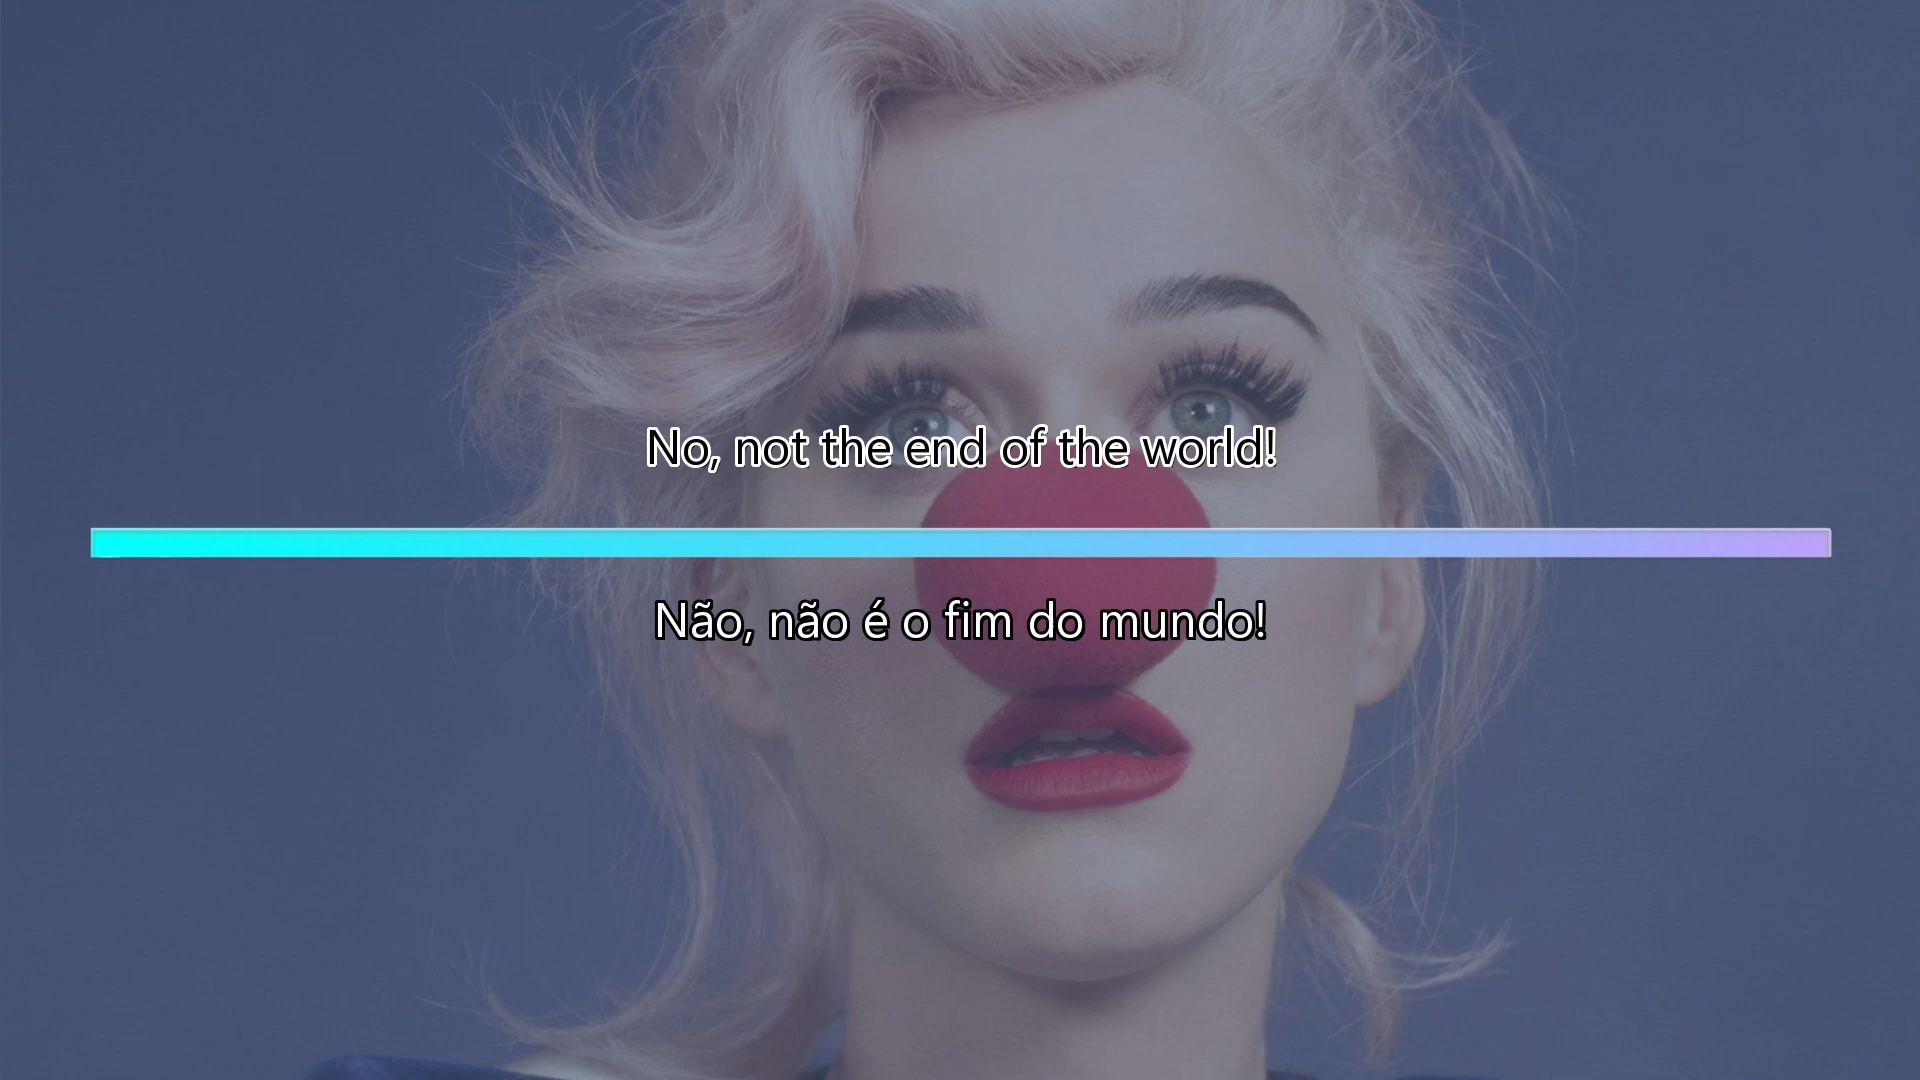 No, not the end of the world!
Não, não é o fim do mundo!